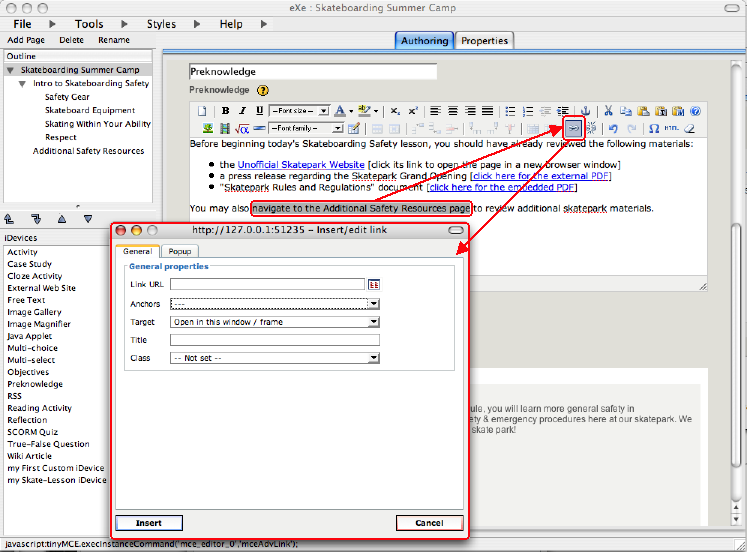 eXe : Skateboarding Summer Camp
File Tools Styles Help
Add Page Delete Rename
Authoring Properties
Outline
Skateboarding Summer Camp
Intro to Skateboarding Safety
Safety Gear
Skateboard Equipment
Skating Within Your Ability
Respect
Additional Safety Resources
iDevices
Activity
Case Study
Cloze Activity
External Web Site
Free Text
Image Gallery
Image Magnifier
Java Applet
Multi-choice
Multi-select
Objectives
Preknowledge
RSS
Reading Activity
Reflection
SCORM Quiz
True-False Question
Wiki Article
my First Custom iDevice
my Skate-Lesson iDevice
Preknowledge
Preknowledge ?
B I U --Font size-- A ab
--Font family-- HTML
Before beginning today's Skateboarding Safety lesson, you should have already reviewed the following materials:
the Unofficial Skatepark Website [click its link to open the page in a new browser window]
a press release regarding the Skatepark Grand Opening [click here for the external PDF]
"Skatepark Rules and Regulations" document [click here for the embedded PDF]
You may also navigate to the Additional Safety Resources page to review additional skatepark materials.
http://127.0.0.1:51235 – Insert/edit link
General Popup
General properties
Link URL
Anchors ---
Target Open in this window / frame
Title
Class -- Not set --
Insert Cancel
ule, you will learn more general safety in
ety & emergency procedures here at our skatepark. We
skate park!
javascript:tinyMCE.execInstanceCommand('mce_editor_0','mceAdvLink');